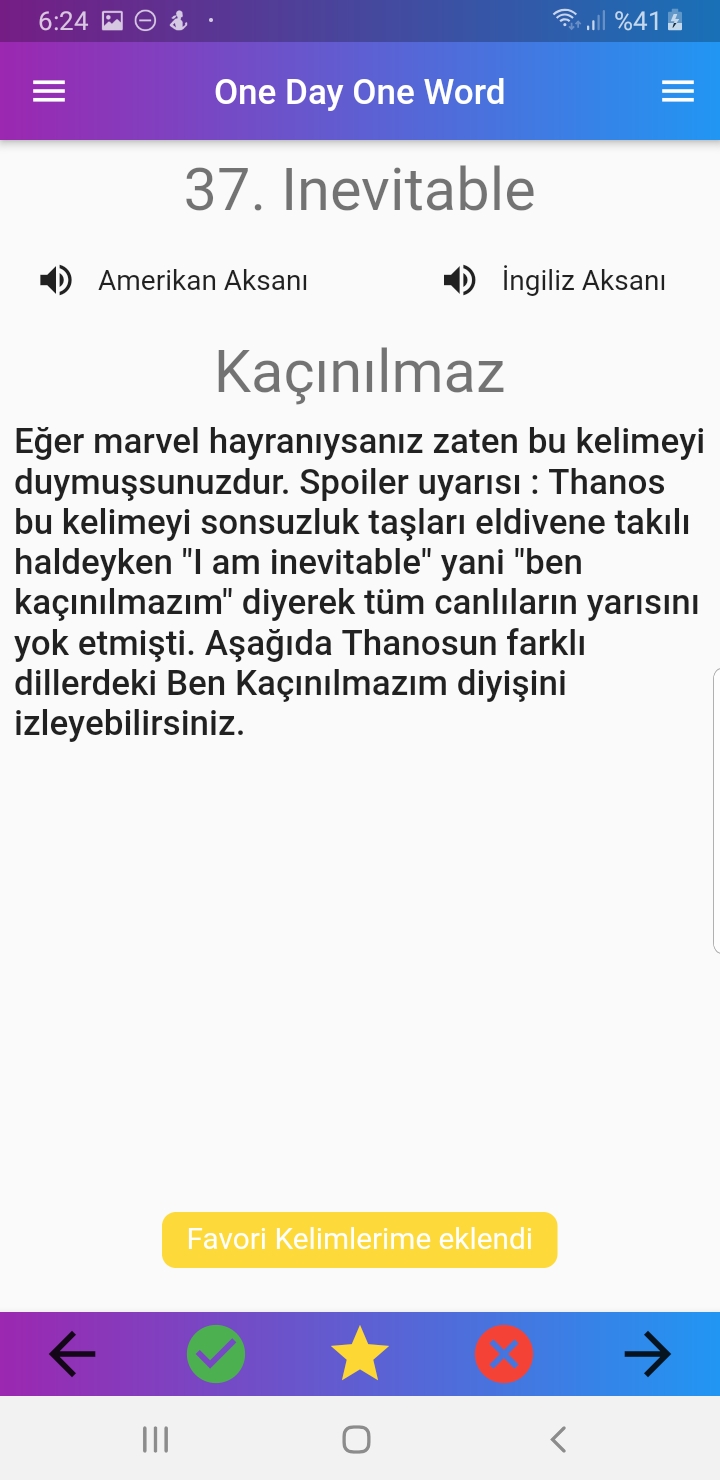 6:24 %41
One Day One Word
37. Inevitable
Amerikan Aksanı İngiliz Aksanı
Kaçınılmaz
Eğer marvel hayranıysanız zaten bu kelimeyi
duymuşsunuzdur. Spoiler uyarısı : Thanos
bu kelimeyi sonsuzluk taşları eldivene takılı
haldeyken "I am inevitable" yani "ben
kaçınılmazım" diyerek tüm canlıların yarısını
yok etmişti. Aşağıda Thanosun farklı
dillerdeki Ben Kaçınılmazım diyişini
izleyebilirsiniz.
Favori Kelimlerime eklendi